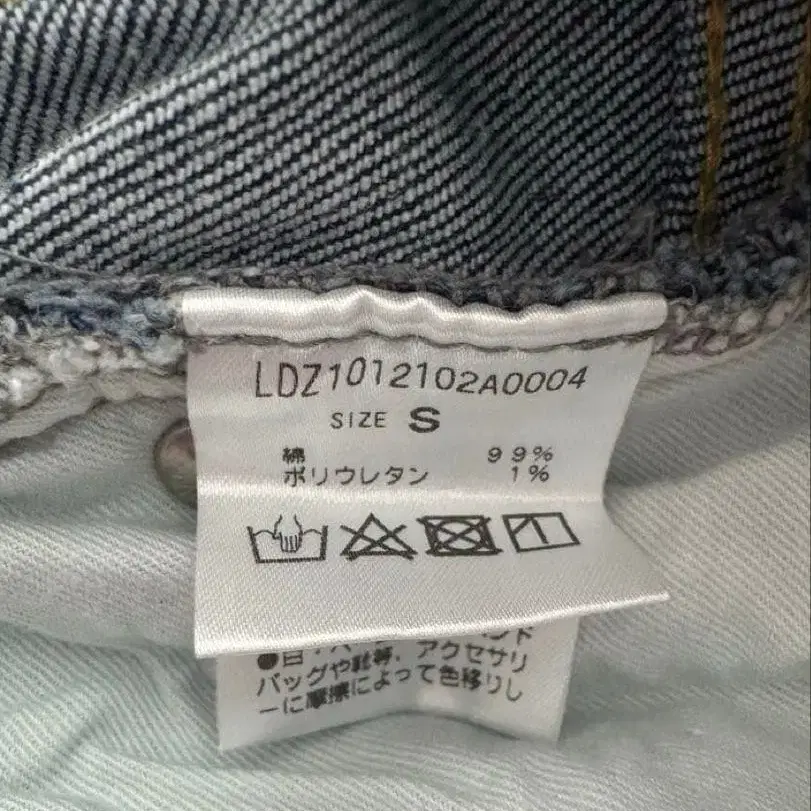 LDZ1012102A0004
SIZE S
綿 99%
ポリウレタン 1%
バッグや靴等、アクセサリ
ーに摩擦によって色移りし